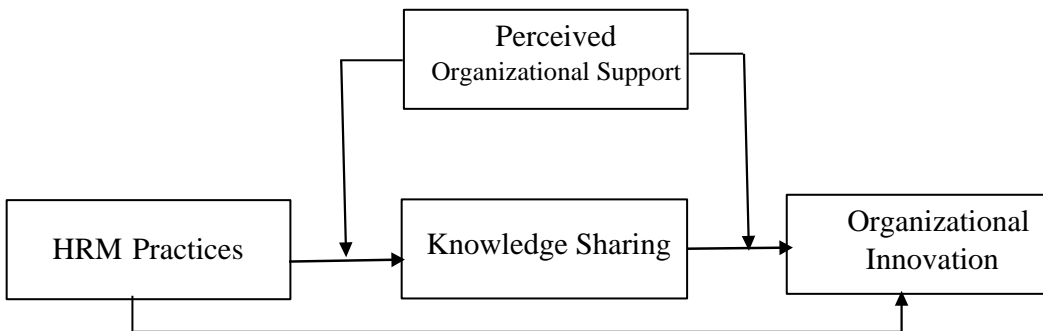 Perceived
Organizational Support
HRM Practices
Knowledge Sharing
Organizational
Innovation